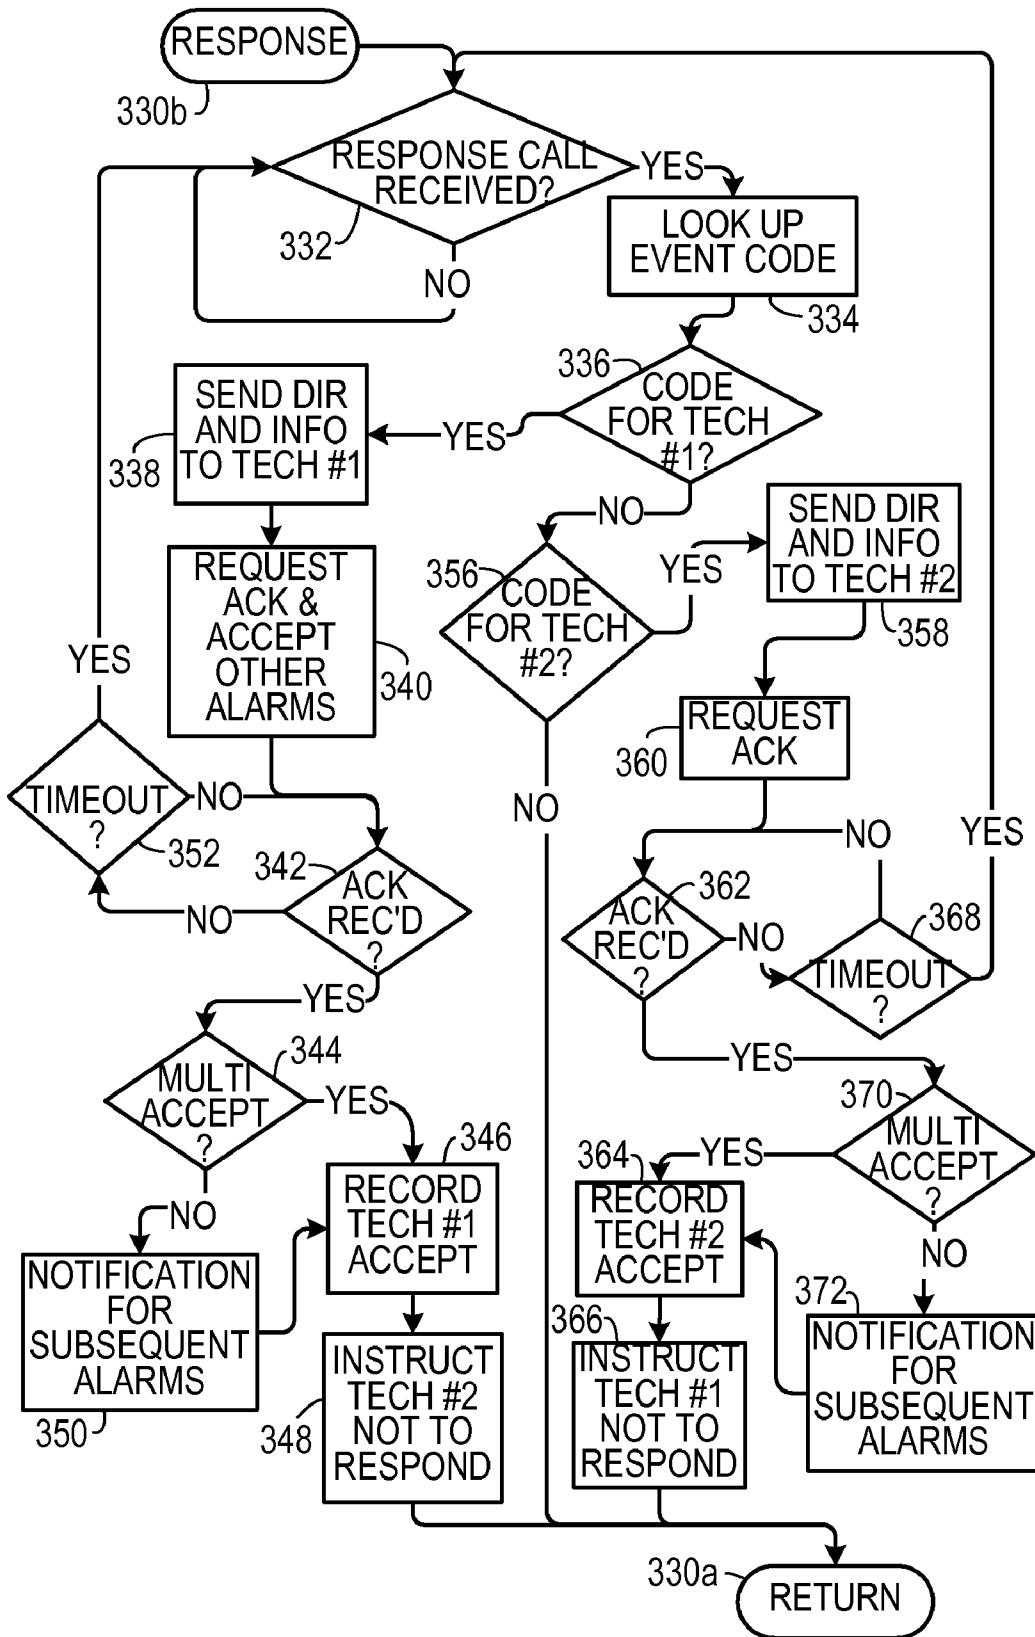 RESPONSE
330b
RESPONSE CALL
RECEIVED?
332
YES
NO
LOOK UP
EVENT CODE
334
336
CODE
FOR TECH
#1?
YES
SEND DIR
AND INFO
TO TECH #1
338
NO
REQUEST
ACK &
ACCEPT
OTHER
ALARMS
340
356
CODE
FOR TECH
#2?
YES
SEND DIR
AND INFO
TO TECH #2
358
YES
REQUEST
ACK
360
TIMEOUT
?
352
NO
NO
NO
YES
342
ACK
REC'D
?
NO
362
ACK
REC'D
?
NO
368
TIMEOUT
?
YES
344
MULTI
ACCEPT
?
YES
YES
370
MULTI
ACCEPT
?
346
RECORD
TECH #1
ACCEPT
364
YES
RECORD
TECH #2
ACCEPT
NO
NO
NOTIFICATION
FOR
SUBSEQUENT
ALARMS
350
INSTRUCT
TECH #2
NOT TO
RESPOND
348
366
INSTRUCT
TECH #1
NOT TO
RESPOND
372
NOTIFICATION
FOR
SUBSEQUENT
ALARMS
330a
RETURN